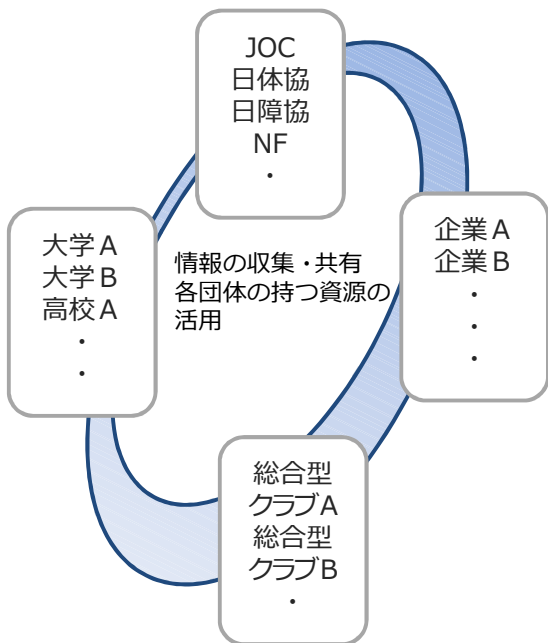 JOC
日体協
日障協
NF
・
大学A
大学B
高校A
・
・
情報の収集・共有
各団体の持つ資源の
活用
企業A
企業B
・
・
・
総合型
クラブA
総合型
クラブB
・